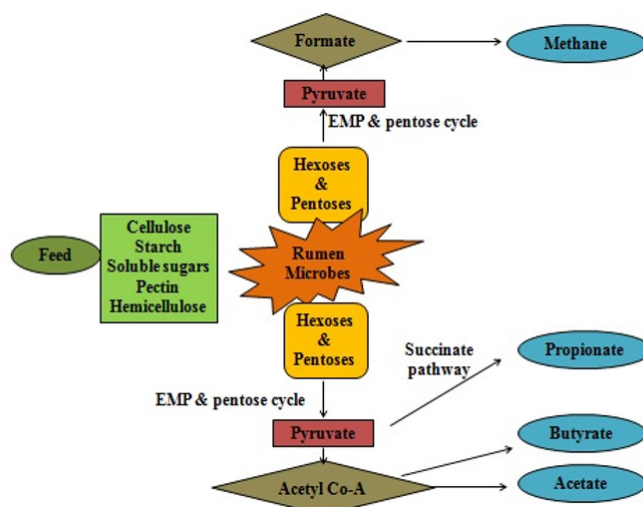 Formate
Methane
Pyruvate
EMP & pentose cycle
Hexoses
&
Pentoses
Feed
Cellulose
Starch
Soluble sugars
Pectin
Hemicellulose
Rumen
Microbes
Hexoses
&
Pentoses
Succinate
pathway
Propionate
EMP & pentose cycle
Pyruvate
Butyrate
Acetyl Co-A
Acetate